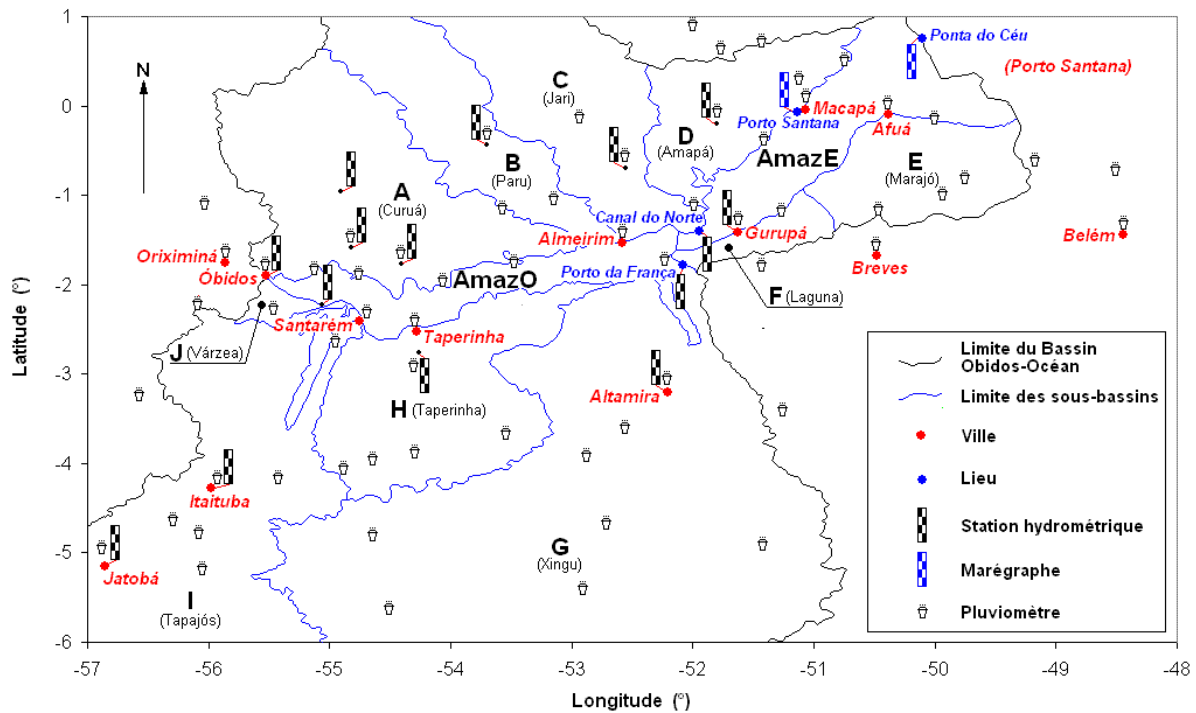 1
0
-1
-2
-3
-4
-5
-6
Latitude (°)
-57
-56
-55
-54
-53
-52
-51
-50
-49
-48
Longitude (°)
N
Ponta do Céu
(Porto Santana)
C
(Jari)
Macapá
Porto Santana
Afuá
D
(Amapá)
AmazE
B
(Paru)
E
(Marajó)
A
(Curuá)
Canal do Norte
Almeirim
Gurupá
Belém
Oriximiná
Óbidos
AmazO
Porto da França
Breves
F (Laguna)
Santarém
Taperinha
J (Várzea)
H (Taperinha)
Altamira
Itaituba
G
(Xingu)
Jatobá
I
(Tapajós)
Limite du Bassin
Obidos-Océan
Limite des sous-bassins
Ville
Lieu
Station hydrométrique
Marégraphe
Pluviomètre